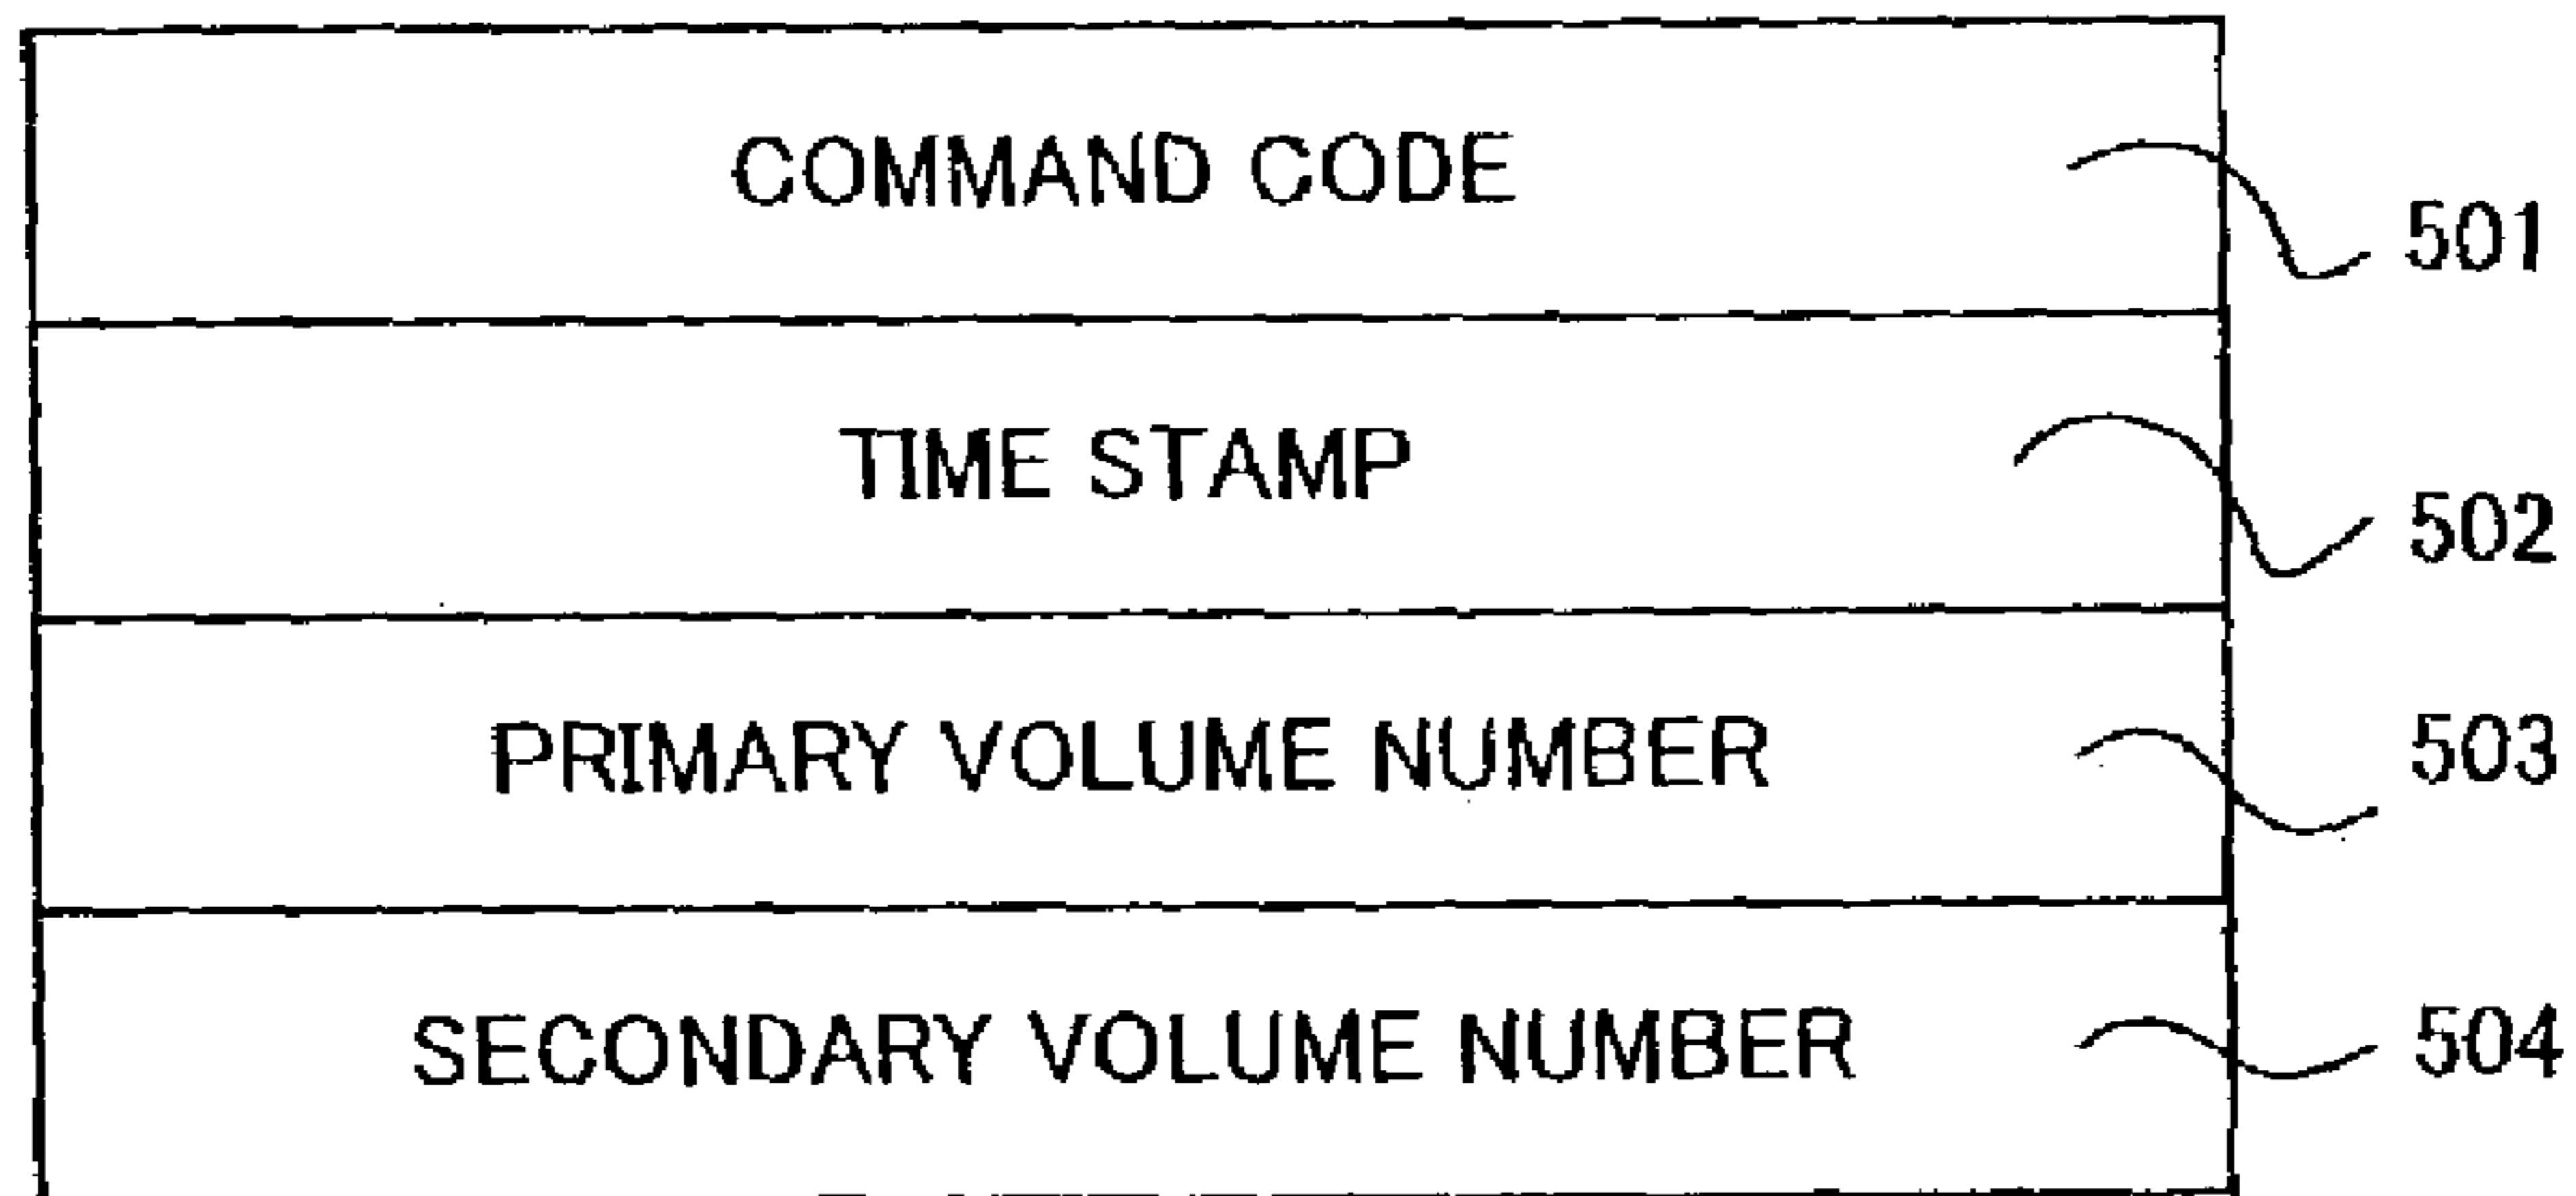 COMMAND CODE
501
TIME STAMP
502
PRIMARY VOLUME NUMBER
503
SECONDARY VOLUME NUMBER
504